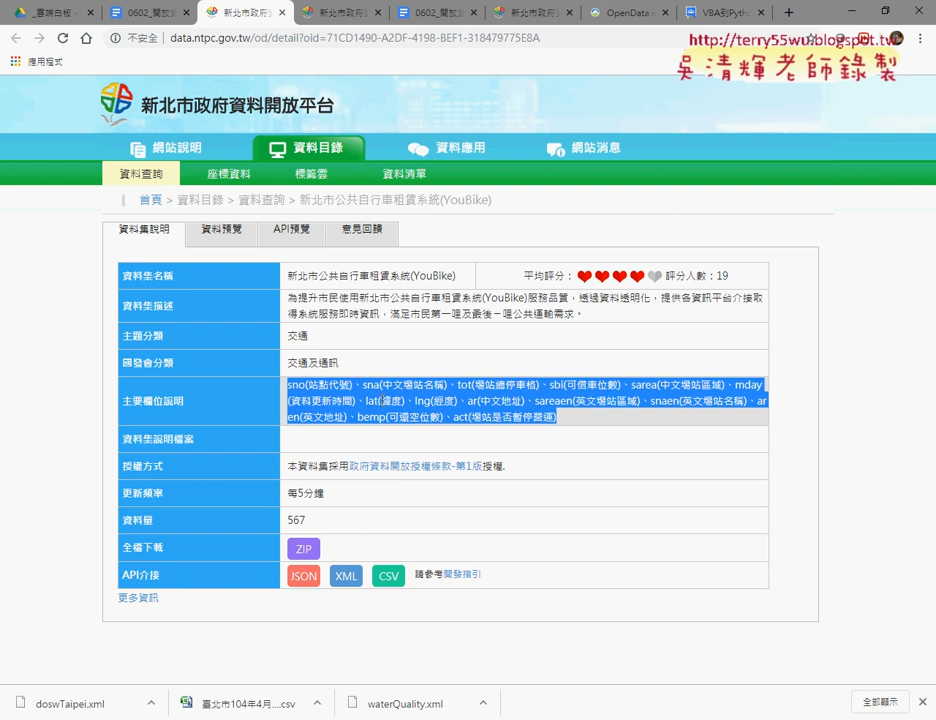 _雲端白板 -
0602_開放資
新北市政府資
新北市政府資
0602_開放資
新北市政府資
OpenData.e
VBA到Pytho
不安全 | data.ntpc.gov.tw/od/detail?oid=71CD1490-A2DF-4198-BEF1-318479775E8A
http://terry55wu.blogspot.tw
應用程式
吳清輝老師錄製
新北市政府資料開放平台
網站說明
資料目錄
資料應用
網站消息
資料查詢
座標資料
標籤雲
資料清單
首頁 > 資料目錄 > 資料查詢 > 新北市公共自行車租賃系統(YouBike)
資料集說明
資料預覽
API預覽
意見回饋
資料集名稱
新北市公共自行車租賃系統(YouBike)
平均評分：
評分人數：19
資料集描述
為提升市民使用新北市公共自行車租賃系統(YouBike)服務品質，透過資料透明化，提供各資訊平台介接取
得系統服務即時資訊，滿足市民第一哩及最後一哩公共運輸需求。
主題分類
交通
國發會分類
交通及通訊
主要欄位說明
sno(站點代號)、sna(中文場站名稱)、tot(場站總停車格)、sbi(可借車位數)、sarea(中文場站區域)、mday
(資料更新時間)、lat(緯度)、lng(經度)、ar(中文地址)、sareaen(英文場站區域)、snaen(英文場站名稱)、ar
en(英文地址)、bemp(可還空位數)、act(場站是否暫停營運)
資料集說明檔案
授權方式
本資料集採用政府資料開放授權條款-第1版授權.
更新頻率
每5分鐘
資料量
567
全檔下載
ZIP
API介接
JSON
XML
CSV
請參考開發指引
更多資訊
doswTaipei.xml
臺北市104年4月....csv
waterQuality.xml
全部顯示